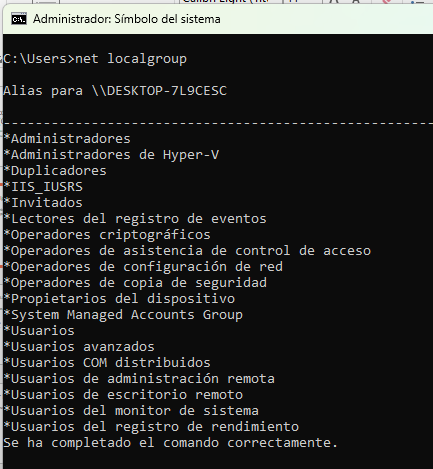 Administrador: Símbolo del sistema
C:\Users>net localgroup
Alias para \\DESKTOP-7L9CESC
-----------------------------------------------------
*Administradores
*Administradores de Hyper-V
*Duplicadores
*IIS_IUSRS
*Invitados
*Lectores del registro de eventos
*Operadores criptográficos
*Operadores de asistencia de control de acceso
*Operadores de configuración de red
*Operadores de copia de seguridad
*Propietarios del dispositivo
*System Managed Accounts Group
*Usuarios
*Usuarios avanzados
*Usuarios COM distribuidos
*Usuarios de administración remota
*Usuarios de escritorio remoto
*Usuarios del monitor de sistema
*Usuarios del registro de rendimiento
Se ha completado el comando correctamente.